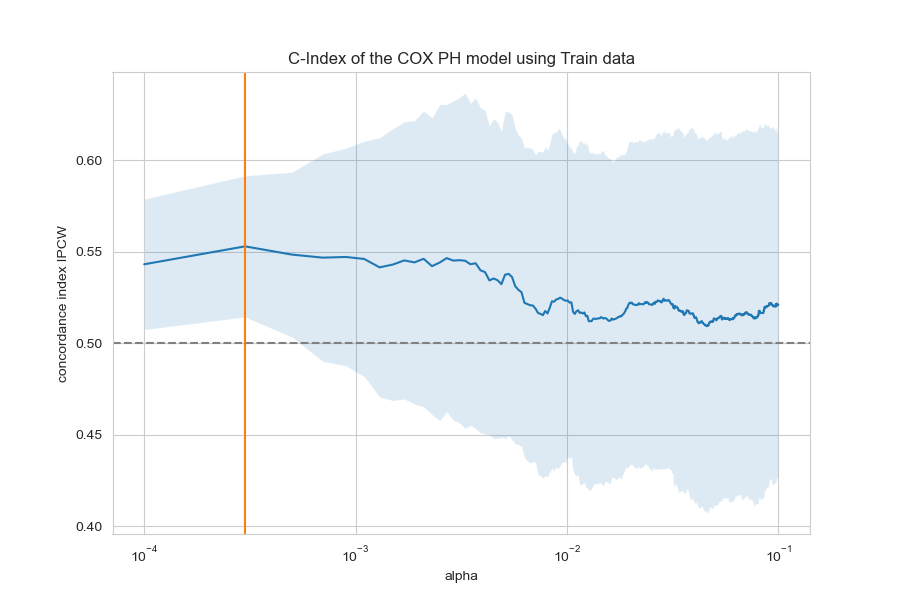 C-Index of the COX PH model using Train data
concordance index IPCW
0.60
0.55
0.50
0.45
0.40
10⁻⁴ 10⁻³ 10⁻² 10⁻¹
alpha